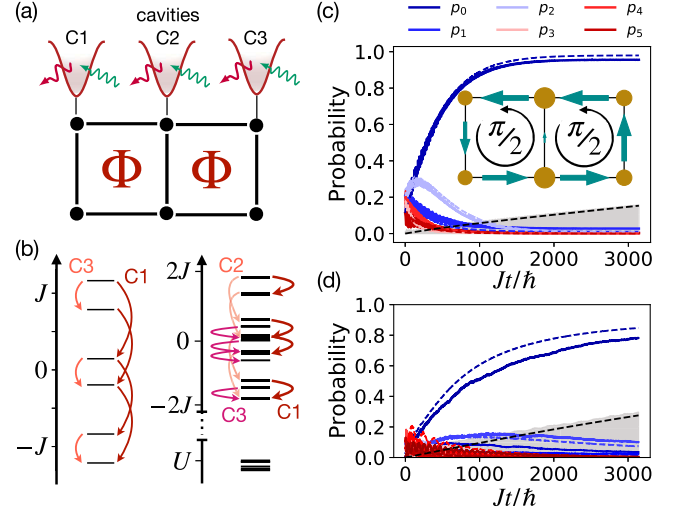 (a)
cavities
C1 C2 C3
Φ Φ
(b)
C3 C1
J
0
−J
C2
2J
0
−2J
U
C3 C1
(c)
p₀ p₂ p₄
p₁ p₃ p₅
Probability
1.0
0.8
0.6
0.4
0.2
0.0
π/2 π/2
0 1000 2000 3000
Jt/ℏ
(d)
Probability
1.0
0.8
0.6
0.4
0.2
0.0
0 1000 2000 3000
Jt/ℏ